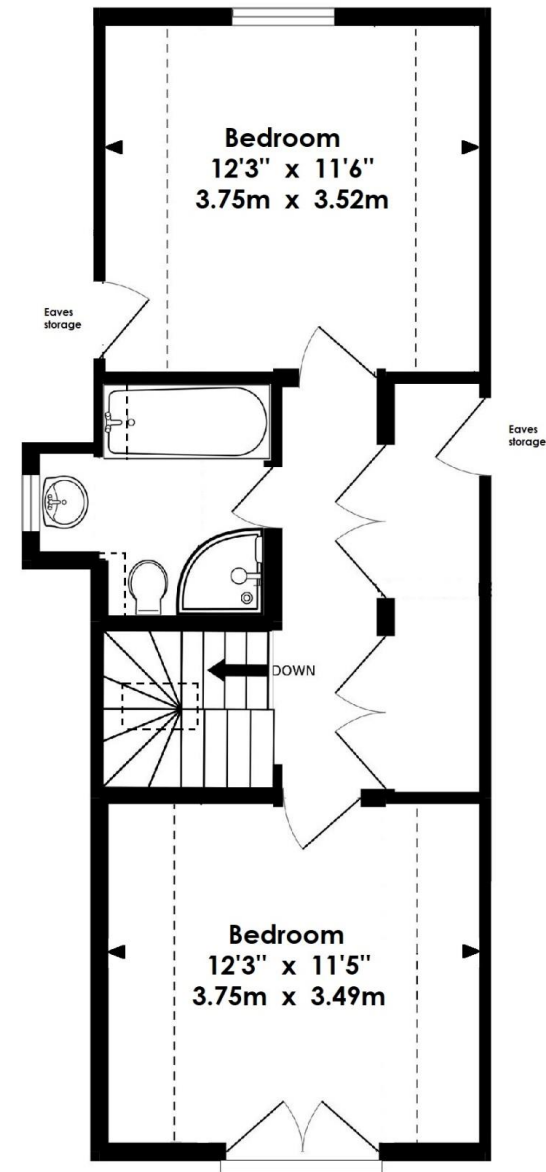 Bedroom
12'3" x 11'6"
3.75m x 3.52m
Eaves
storage
Eaves
storage
DOWN
Bedroom
12'3" x 11'5"
3.75m x 3.49m